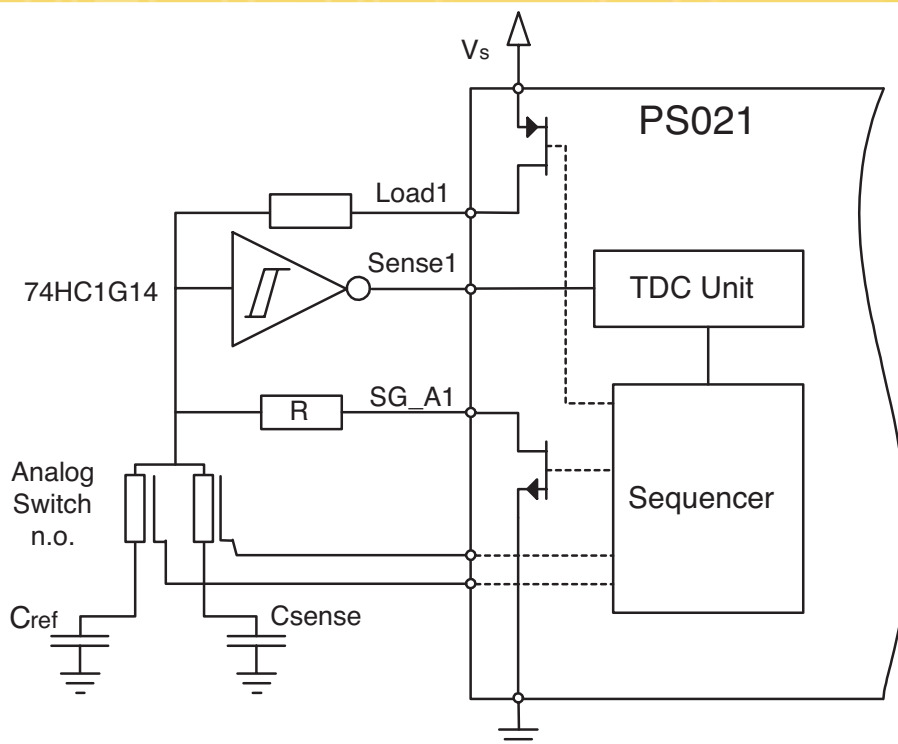 Vs
PS021
Load1
Sense1
74HC1G14
TDC Unit
R
SG_A1
Analog
Switch
n.o.
Sequencer
Cref
Csense